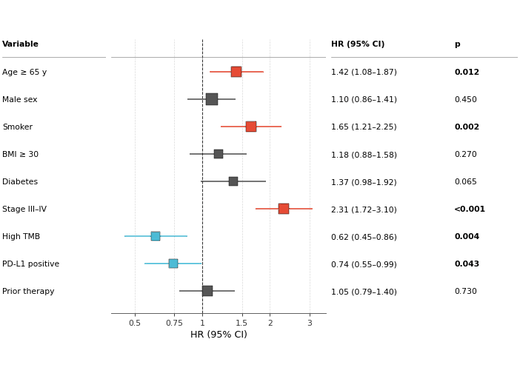 Variable HR (95% CI) p
Age ≥ 65 y 1.42 (1.08–1.87) 0.012
Male sex 1.10 (0.86–1.41) 0.450
Smoker 1.65 (1.21–2.25) 0.002
BMI ≥ 30 1.18 (0.88–1.58) 0.270
Diabetes 1.37 (0.98–1.92) 0.065
Stage III–IV 2.31 (1.72–3.10) <0.001
High TMB 0.62 (0.45–0.86) 0.004
PD-L1 positive 0.74 (0.55–0.99) 0.043
Prior therapy 1.05 (0.79–1.40) 0.730
0.5 0.75 1 1.5 2 3
HR (95% CI)